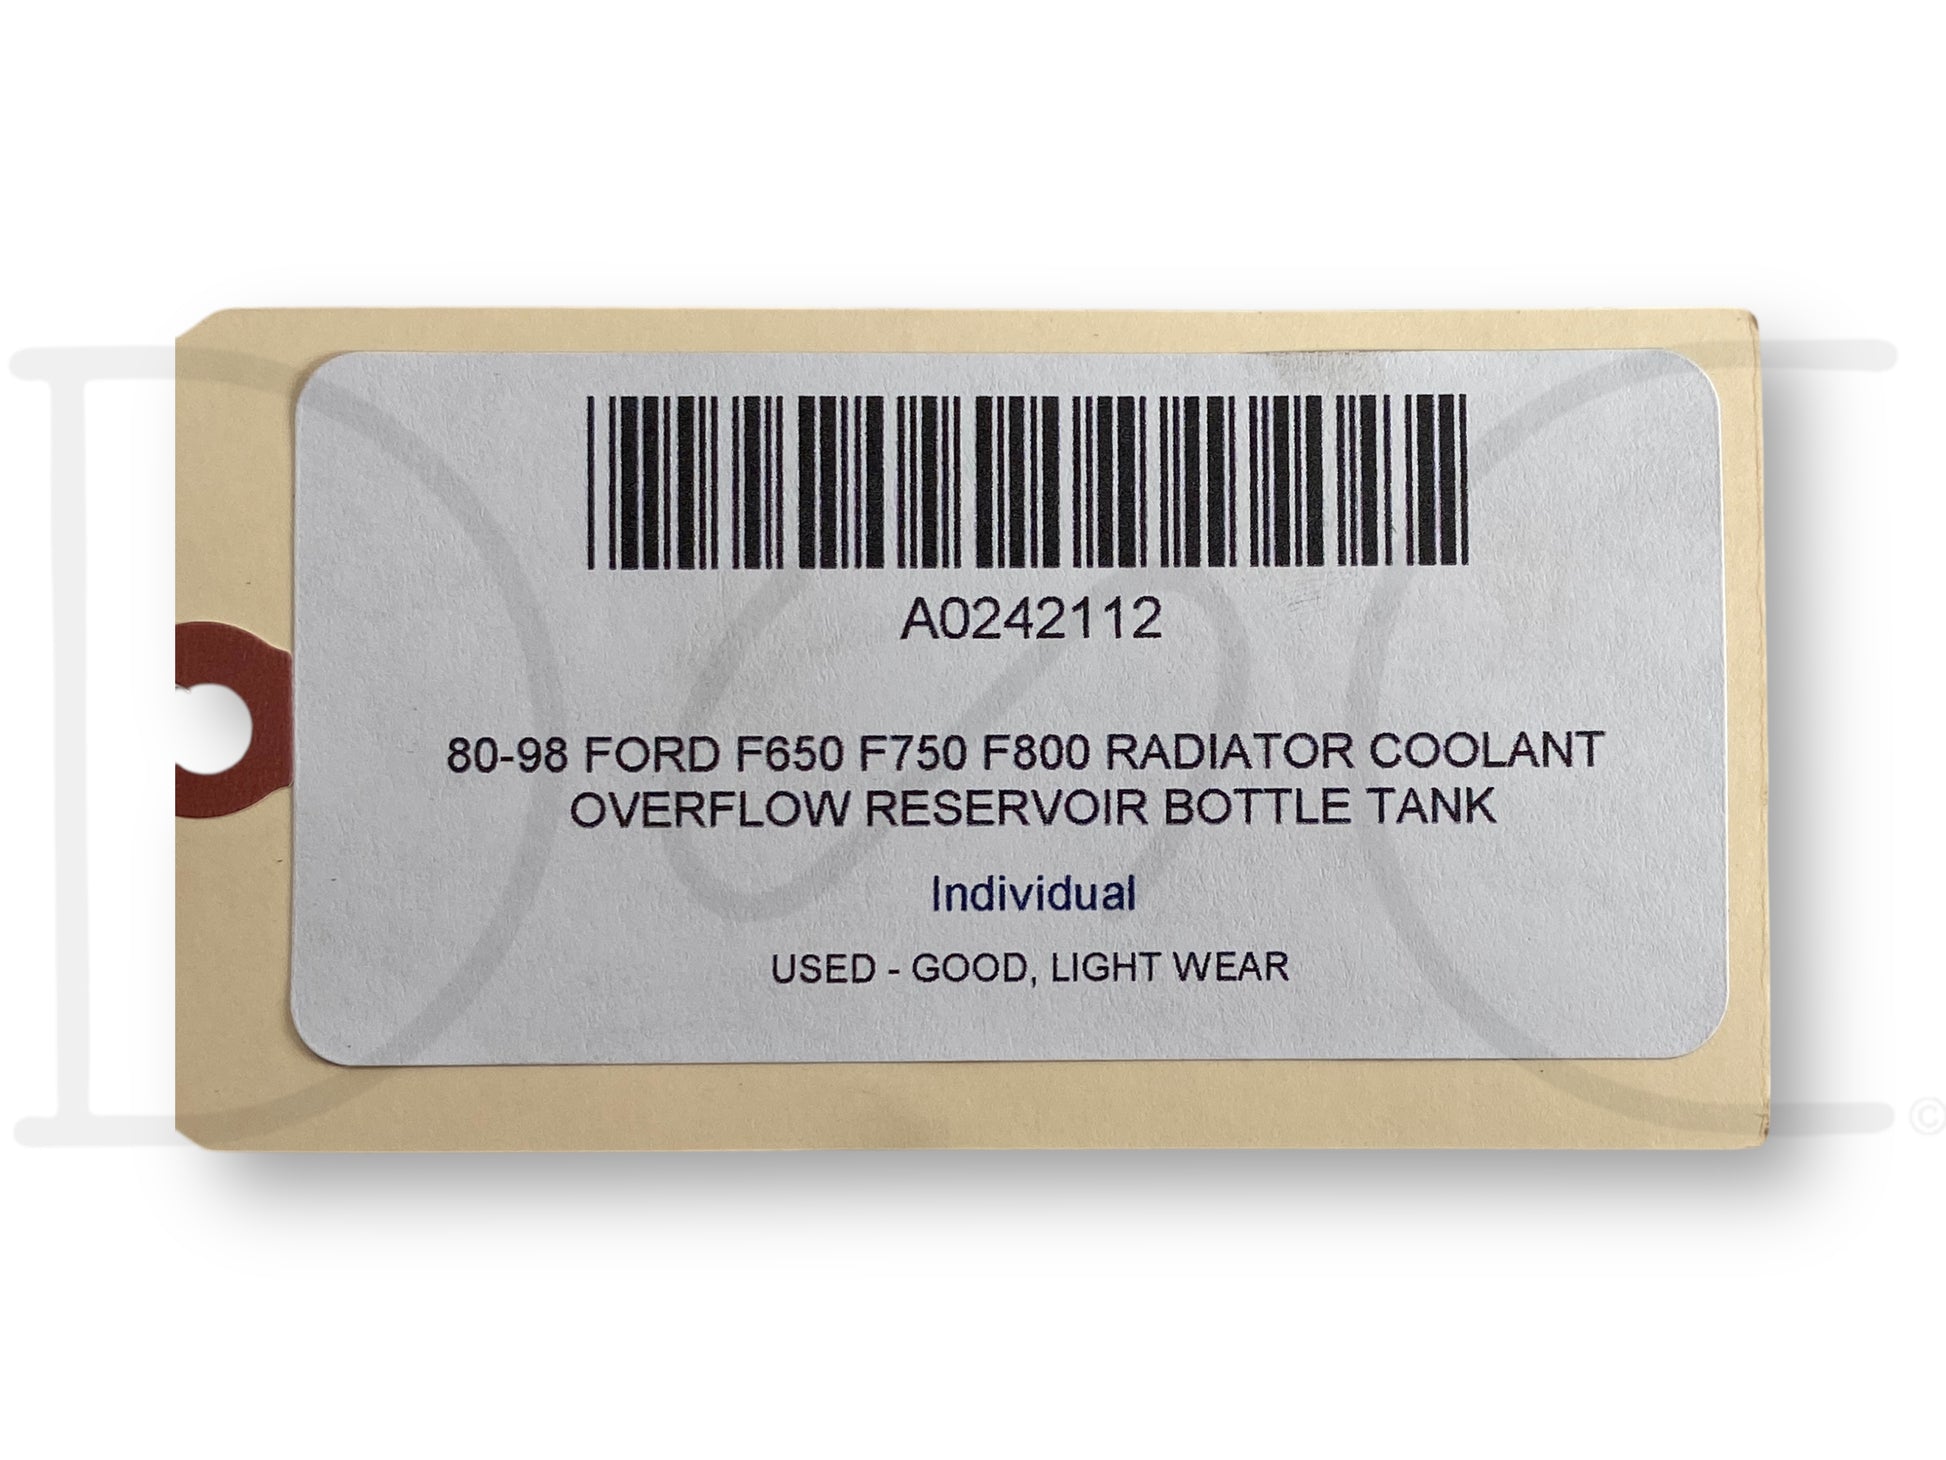 A0242112
80-98 FORD F650 F750 F800 RADIATOR COOLANT
OVERFLOW RESERVOIR BOTTLE TANK
Individual
USED - GOOD, LIGHT WEAR
©